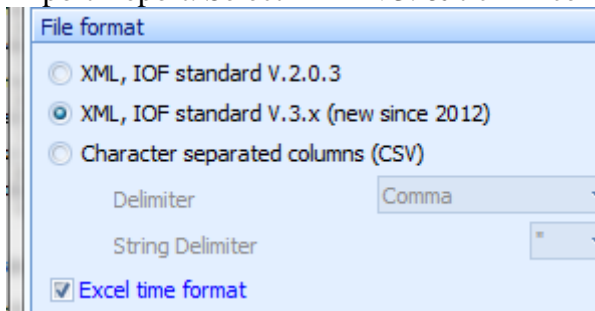 File format
XML, IOF standard V.2.0.3
XML, IOF standard V.3.x (new since 2012)
Character separated columns (CSV)
Delimiter Comma
String Delimiter "
Excel time format